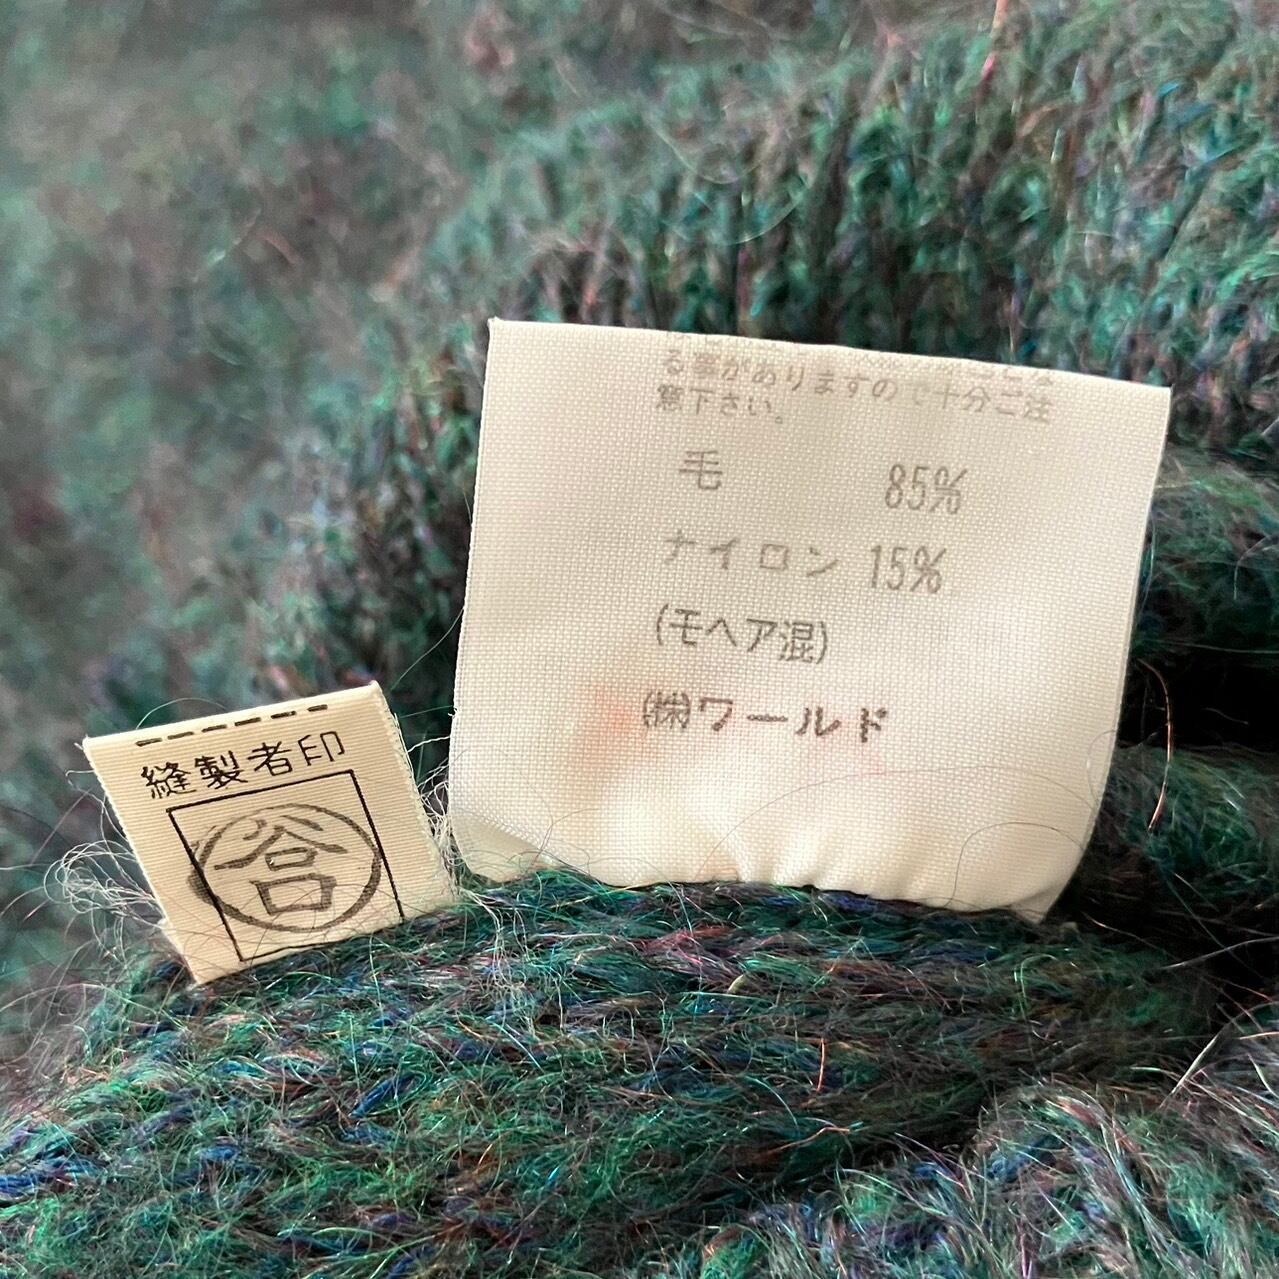 る事がありますので十分ご注
意下さい。
毛 85%
ナイロン 15%
(モヘア混)
㈱ワールド
縫製者印
谷口